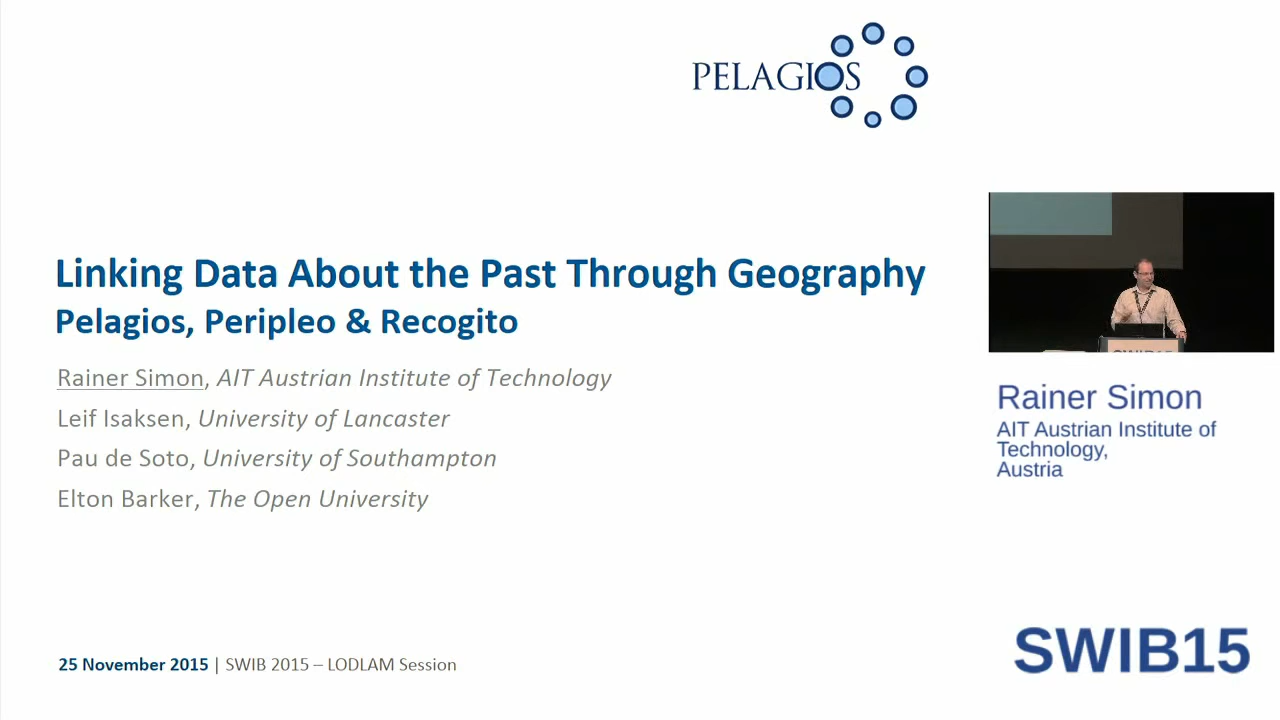 PELAGIOS
Linking Data About the Past Through Geography
Pelagios, Peripleo & Recogito
Rainer Simon, AIT Austrian Institute of Technology
Leif Isaksen, University of Lancaster
Pau de Soto, University of Southampton
Elton Barker, The Open University
25 November 2015 | SWIB 2015 – LODLAM Session
SWIB15
Rainer Simon
AIT Austrian Institute of
Technology,
Austria
SWIB15